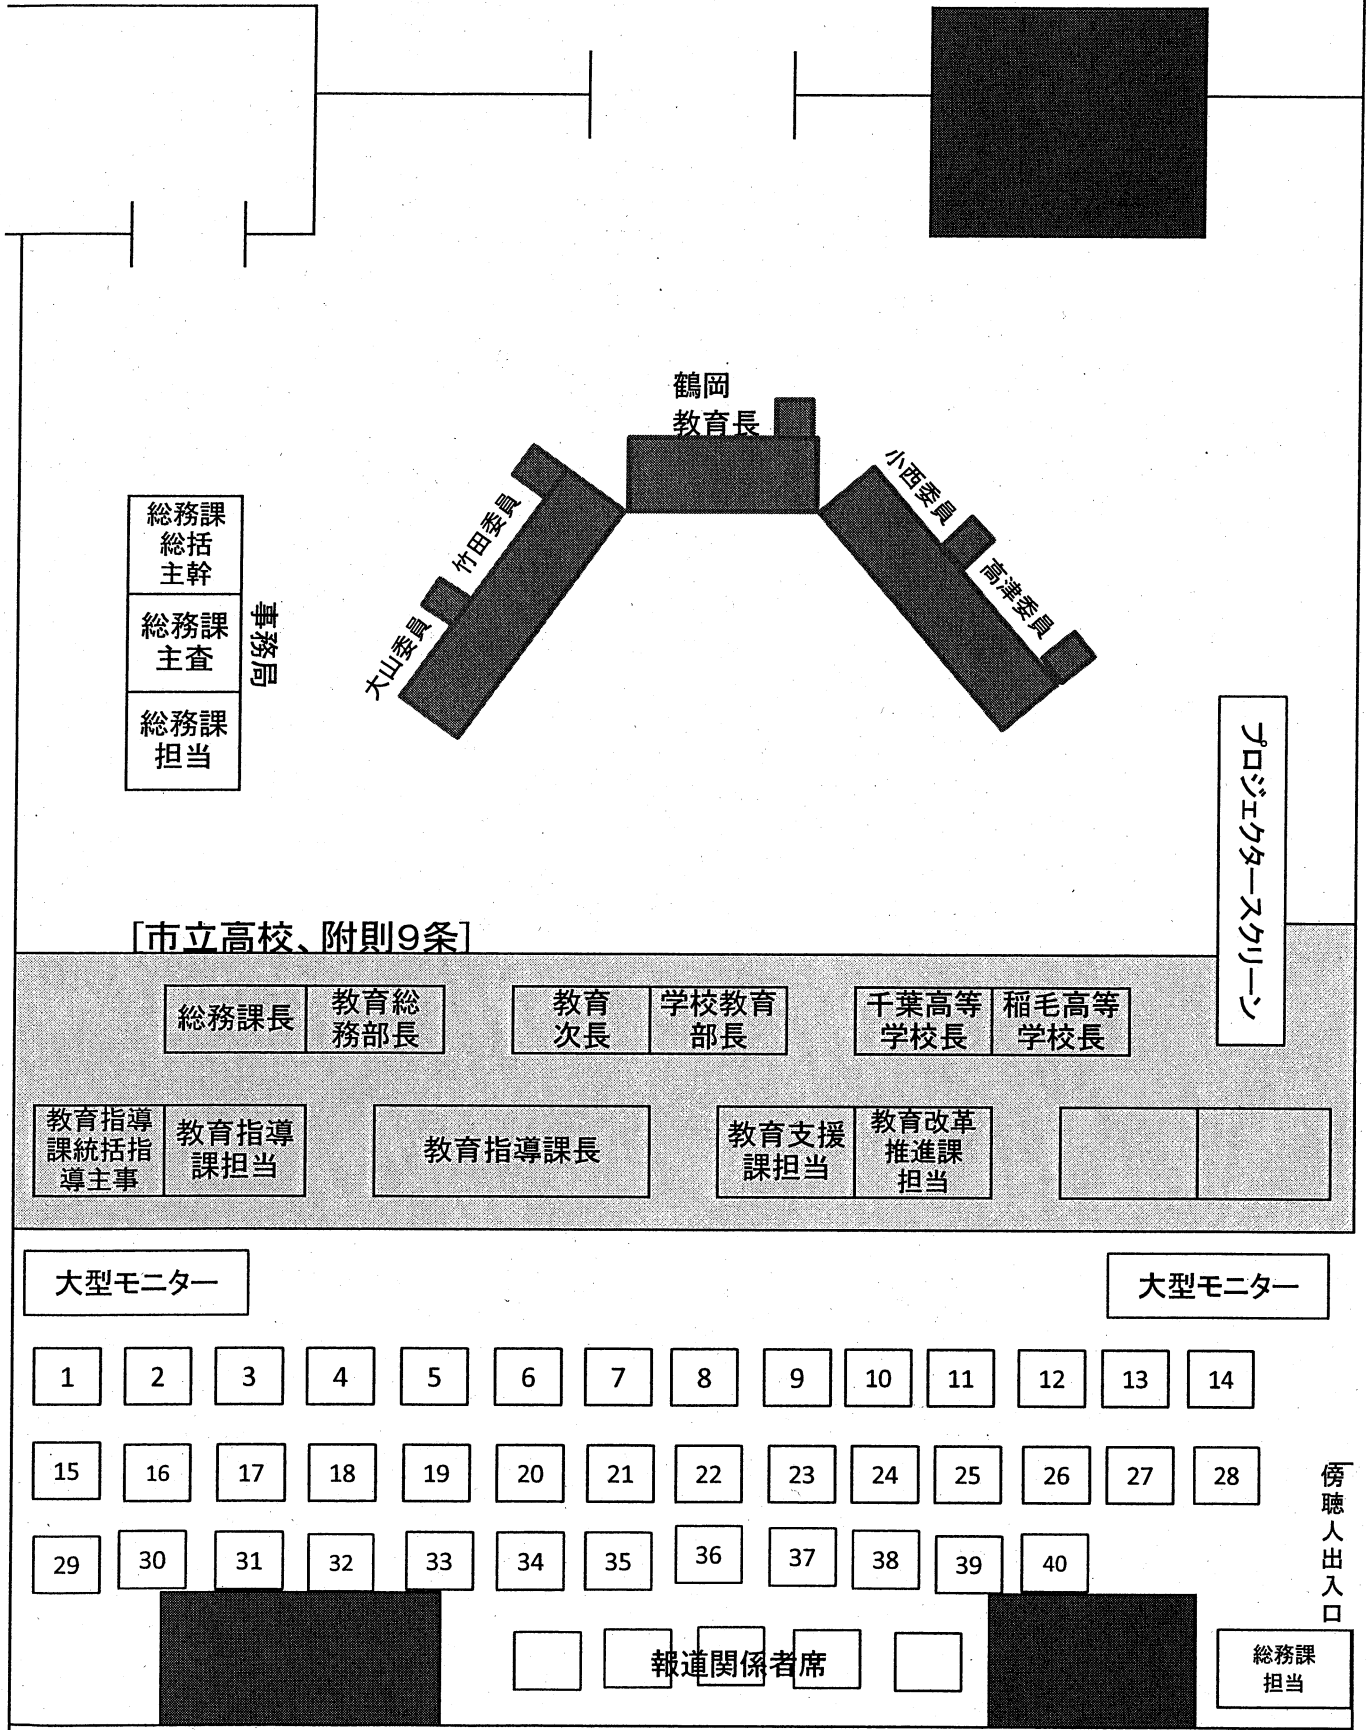 鶴岡
教育長
竹田委員
大山委員
小西委員
高津委員
総務課
総括
主幹
総務課
主査
総務課
担当
事務局
プロジェクタースクリーン
[市立高校、附則9条]
総務課長
教育総
務部長
教育
次長
学校教育
部長
千葉高等
学校長
稲毛高等
学校長
教育指導
課統括指
導主事
教育指導
課担当
教育指導課長
教育支援
課担当
教育改革
推進課
担当
大型モニター
大型モニター
1 2 3 4 5 6 7 8 9 10 11 12 13 14
15 16 17 18 19 20 21 22 23 24 25 26 27 28
29 30 31 32 33 34 35 36 37 38 39 40
傍聴人出入口
報道関係者席
総務課
担当